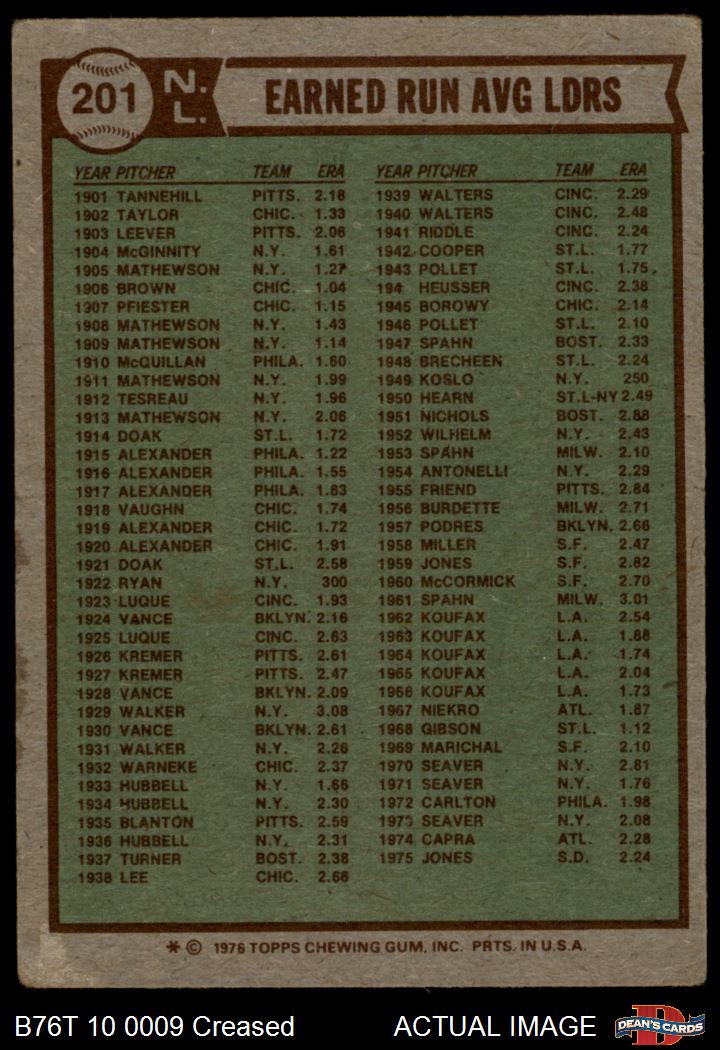 201
N.
L.
EARNED RUN AVG LDRS
YEAR PITCHER TEAM ERA
1901 TANNEHILL PITTS. 2.18
1902 TAYLOR CHIC. 1.33
1903 LEEVER PITTS. 2.06
1904 McGINNITY N.Y. 1.61
1905 MATHEWSON N.Y. 1.27
1906 BROWN CHIC. 1.04
1907 PFIESTER CHIC. 1.15
1908 MATHEWSON N.Y. 1.43
1909 MATHEWSON N.Y. 1.14
1910 McQUILLAN PHILA. 1.60
1911 MATHEWSON N.Y. 1.99
1912 TESREAU N.Y. 1.96
1913 MATHEWSON N.Y. 2.06
1914 DOAK ST.L. 1.72
1915 ALEXANDER PHILA. 1.22
1916 ALEXANDER PHILA. 1.55
1917 ALEXANDER PHILA. 1.83
1918 VAUGHN CHIC. 1.74
1919 ALEXANDER CHIC. 1.72
1920 ALEXANDER CHIC. 1.91
1921 DOAK ST.L. 2.58
1922 RYAN N.Y. 300
1923 LUQUE CINC. 1.93
1924 VANCE BKLYN. 2.16
1925 LUQUE CINC. 2.63
1926 KREMER PITTS. 2.61
1927 KREMER PITTS. 2.47
1928 VANCE BKLYN. 2.09
1929 WALKER N.Y. 3.08
1930 VANCE BKLYN. 2.61
1931 WALKER N.Y. 2.26
1932 WARNEKE CHIC. 2.37
1933 HUBBELL N.Y. 1.66
1934 HUBBELL N.Y. 2.30
1935 BLANTON PITTS. 2.59
1936 HUBBELL N.Y. 2.31
1937 TURNER BOST. 2.38
1938 LEE CHIC. 2.66
YEAR PITCHER TEAM ERA
1939 WALTERS CINC. 2.29
1940 WALTERS CINC. 2.48
1941 RIDDLE CINC. 2.24
1942 COOPER ST.L. 1.77
1943 POLLET ST.L. 1.75
194 HEUSSER CINC. 2.38
1945 BOROWY CHIC. 2.14
1946 POLLET ST.L. 2.10
1947 SPAHN BOST. 2.33
1948 BRECHEEN ST.L. 2.24
1949 KOSLO N.Y. 250
1950 HEARN ST.L-NY 2.49
1951 NICHOLS BOST. 2.88
1952 WILHELM N.Y. 2.43
1953 SPAHN MILW. 2.10
1954 ANTONELLI N.Y. 2.29
1955 FRIEND PITTS. 2.84
1956 BURDETTE MILW. 2.71
1957 PODRES BKLYN. 2.66
1958 MILLER S.F. 2.47
1959 JONES S.F. 2.82
1960 McCORMICK S.F. 2.70
1961 SPAHN MILW. 3.01
1962 KOUFAX L.A. 2.54
1963 KOUFAX L.A. 1.88
1964 KOUFAX L.A. 1.74
1965 KOUFAX L.A. 2.04
1966 KOUFAX L.A. 1.73
1967 NIEKRO ATL. 1.87
1968 GIBSON ST.L. 1.12
1969 MARICHAL S.F. 2.10
1970 SEAVER N.Y. 2.81
1971 SEAVER N.Y. 1.76
1972 CARLTON PHILA. 1.98
1973 SEAVER N.Y. 2.08
1974 CAPRA ATL. 2.28
1975 JONES S.D. 2.24
* © 1976 TOPPS CHEWING GUM, INC. PRTS. IN U.S.A.
B76T 10 0009 Creased ACTUAL IMAGE
D
DEAN'S CARDS